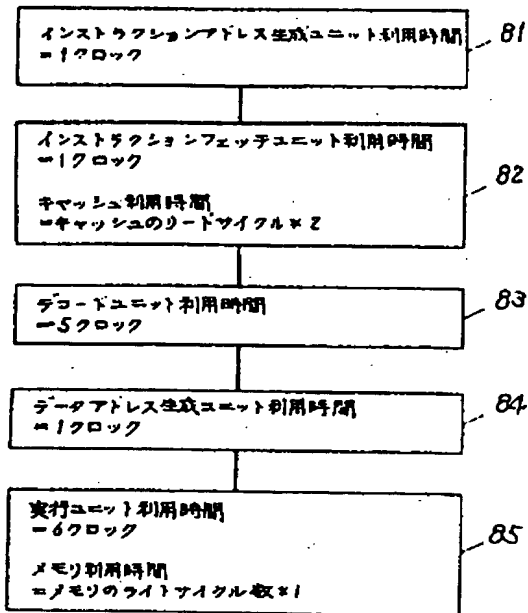 インストラクションアドレス生成ユニット利用時間
=1クロック
81
インストラクションフェッチユニット利用時間
=1クロック
キャッシュ利用時間
=キャッシュのリードサイクル*2
82
デコードユニット利用時間
=5クロック
83
データアドレス生成ユニット利用時間
=1クロック
84
実行ユニット利用時間
=6クロック
メモリ利用時間
=メモリのライトサイクル数*1
85